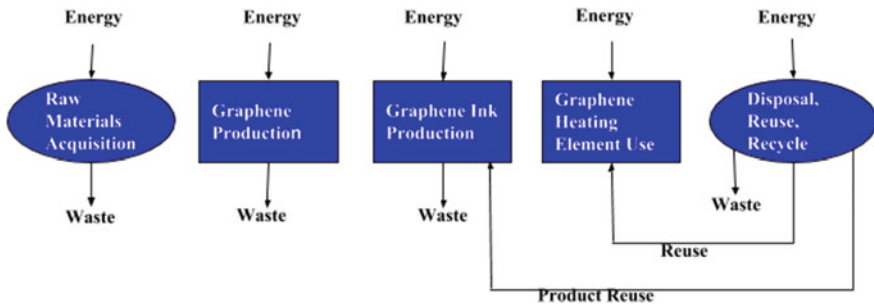 Energy
Energy
Energy
Energy
Energy
Raw
Materials
Acquisition
Graphene
Production
Graphene Ink
Production
Graphene
Heating
Element Use
Disposal,
Reuse,
Recycle
Waste
Waste
Waste
Waste
Reuse
Product Reuse